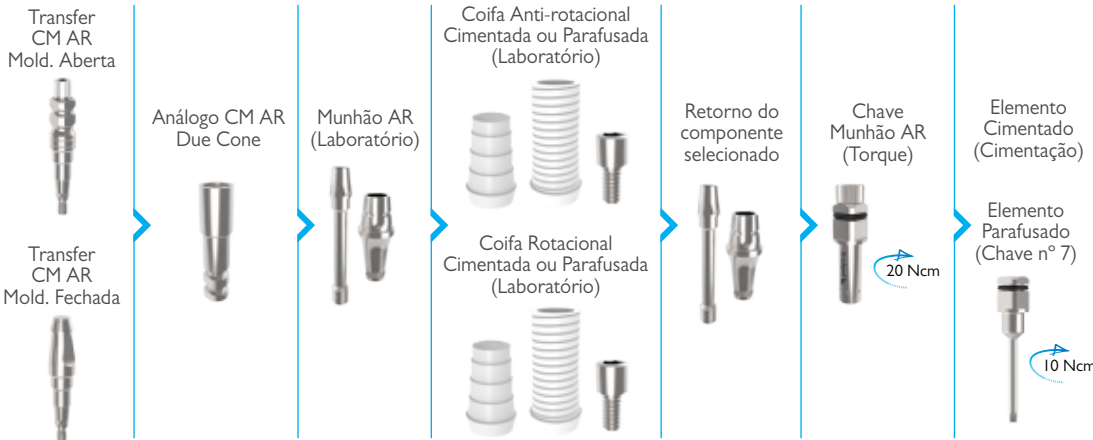 Transfer
CM AR
Mold. Aberta
Transfer
CM AR
Mold. Fechada
Análogo CM AR
Due Cone
Munhão AR
(Laboratório)
Coifa Anti-rotacional
Cimentada ou Parafusada
(Laboratório)
Coifa Rotacional
Cimentada ou Parafusada
(Laboratório)
Retorno do
componente
selecionado
Chave
Munhão AR
(Torque)
20 Ncm
Elemento
Cimentado
(Cimentação)
Elemento
Parafusado
(Chave nº 7)
10 Ncm